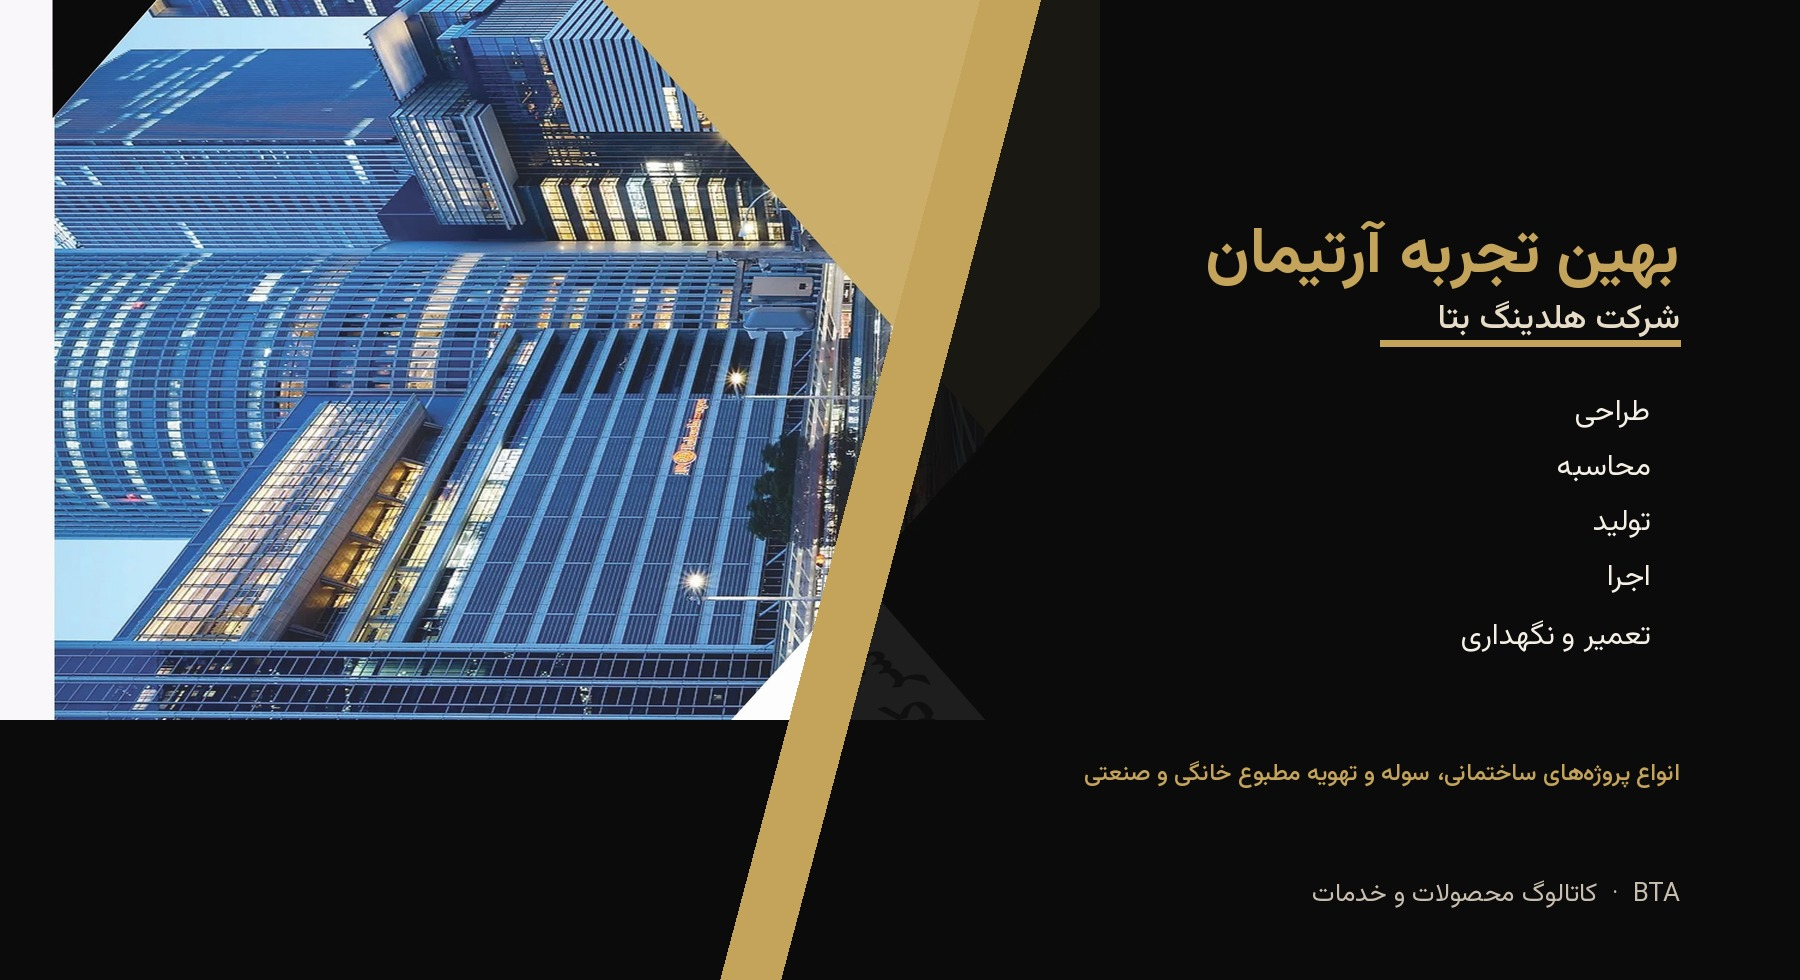 بهین تجربه آرتیمان
شرکت هلدینگ بتا
طراحی
محاسبه
تولید
اجرا
تعمیر و نگهداری
انواع پروژه‌های ساختمانی، سوله و تهویه مطبوع خانگی و صنعتی
BTA · کاتالوگ محصولات و خدمات